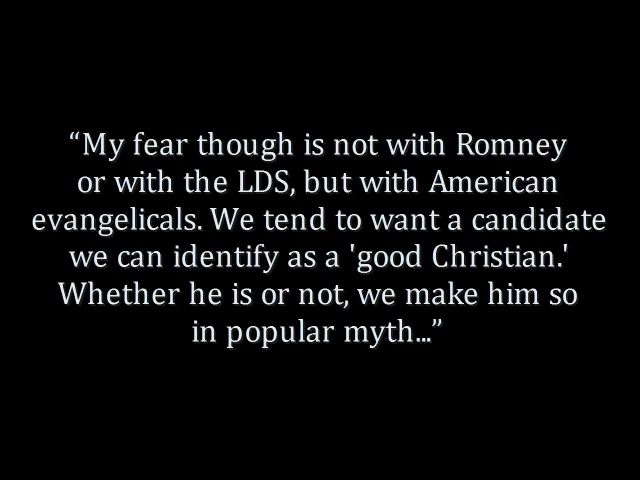 “My fear though is not with Romney
or with the LDS, but with American
evangelicals. We tend to want a candidate
we can identify as a 'good Christian.'
Whether he is or not, we make him so
in popular myth...”